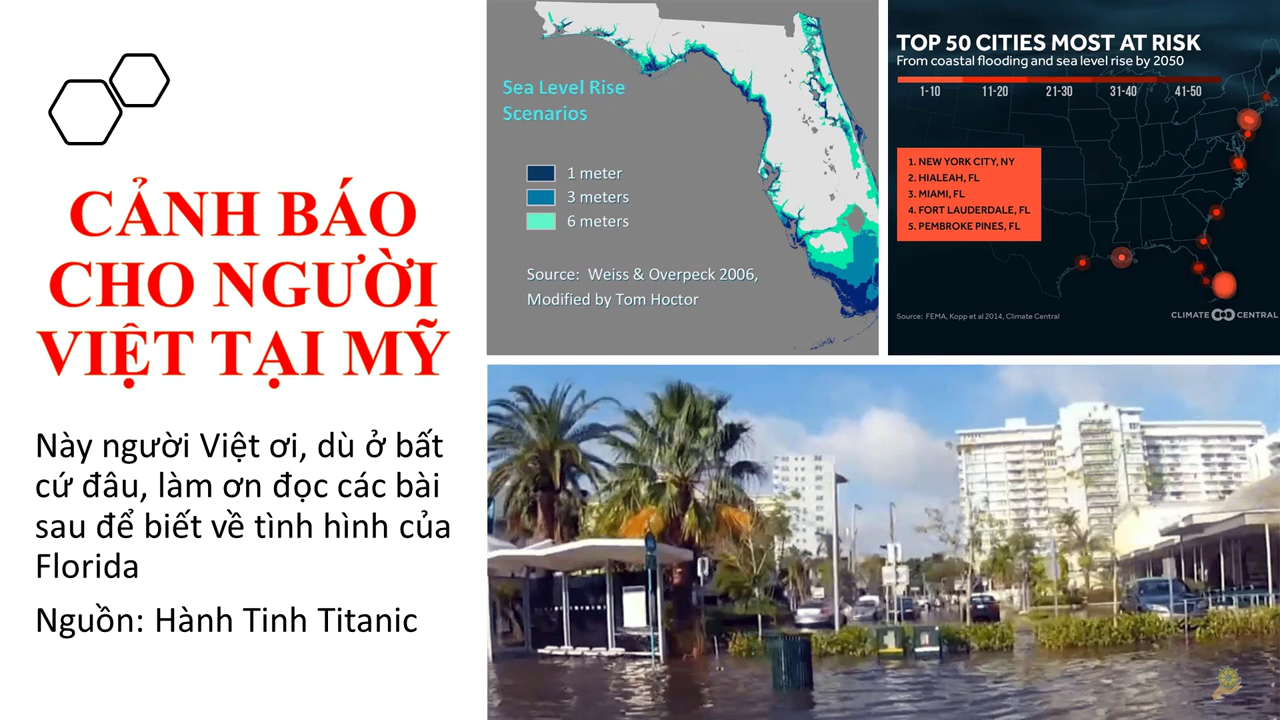 CẢNH BÁO
CHO NGƯỜI
VIỆT TẠI MỸ
Này người Việt ơi, dù ở bất
cứ đâu, làm ơn đọc các bài
sau để biết về tình hình của
Florida
Nguồn: Hành Tinh Titanic
Sea Level Rise
Scenarios
1 meter
3 meters
6 meters
Source: Weiss & Overpeck 2006,
Modified by Tom Hoctor
TOP 50 CITIES MOST AT RISK
From coastal flooding and sea level rise by 2050
1-10 11-20 21-30 31-40 41-50
1. NEW YORK CITY, NY
2. HIALEAH, FL
3. MIAMI, FL
4. FORT LAUDERDALE, FL
5. PEMBROKE PINES, FL
Source: FEMA, Kopp et al 2014, Climate Central
CLIMATE CENTRAL